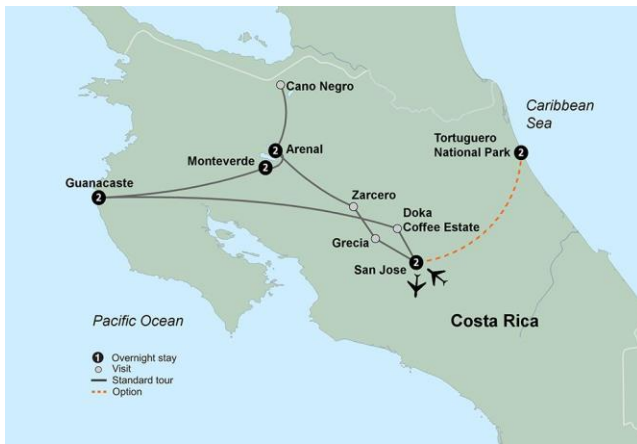 Cano Negro
Caribbean
Sea
2
Arenal
Tortuguero
National Park
2
Monteverde
2
Guanacaste
2
Zarcero
Doka
Coffee Estate
Grecia
San Jose
2
Pacific Ocean
Costa Rica
1 Overnight stay
Visit
Standard tour
Option